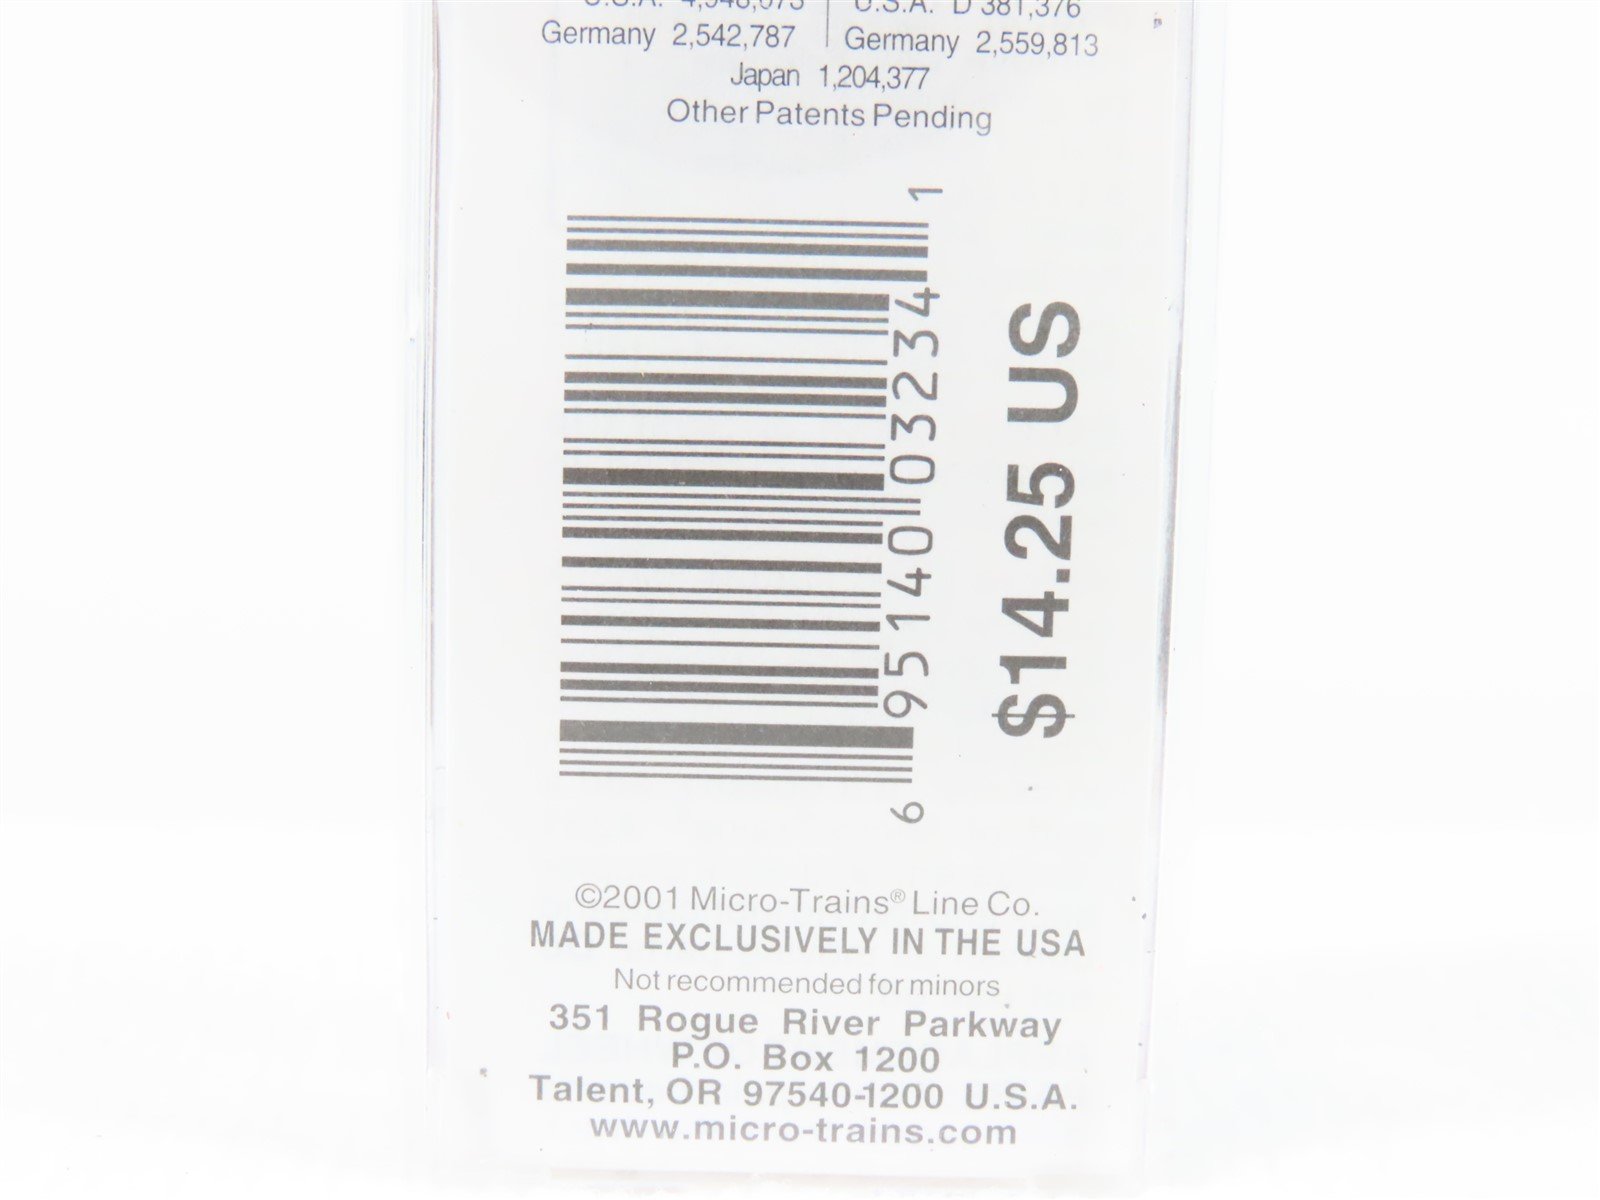 U.S.A. D 381,376
Germany 2,542,787
Germany 2,559,813
Japan 1,204,377
Other Patents Pending
6 95140 03234 1
$14.25 US
©2001 Micro-Trains® Line Co.
MADE EXCLUSIVELY IN THE USA
Not recommended for minors
351 Rogue River Parkway
P.O. Box 1200
Talent, OR 97540-1200 U.S.A.
www.micro-trains.com